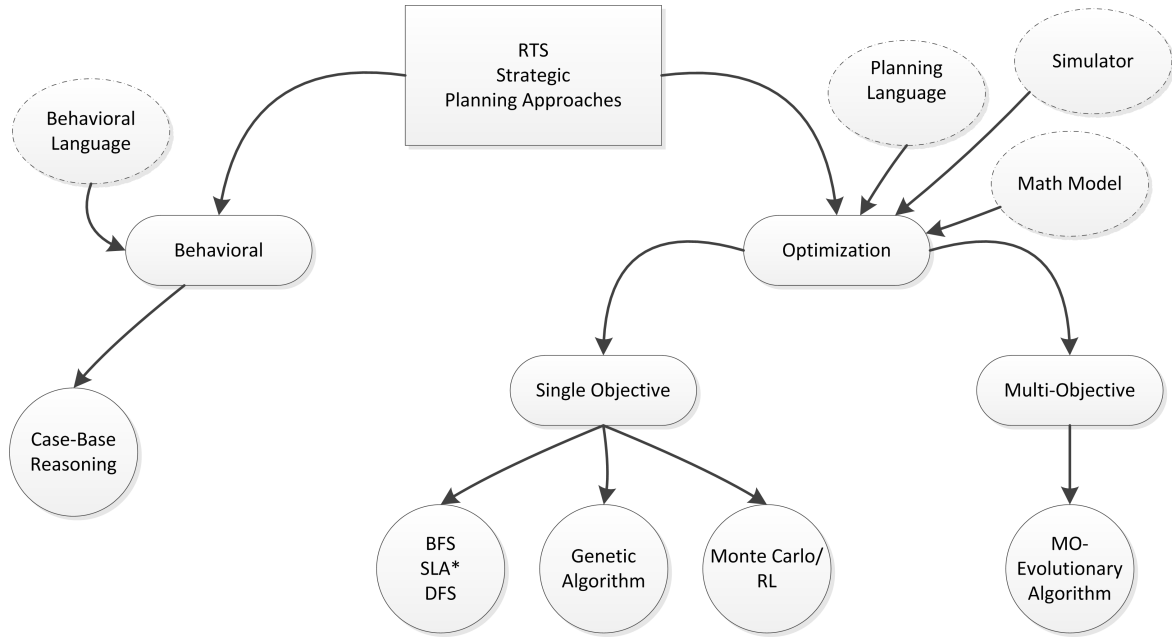 RTS
Strategic
Planning Approaches
Behavioral
Language
Planning
Language
Simulator
Math Model
Behavioral
Optimization
Case-Base
Reasoning
Single Objective
Multi-Objective
BFS
SLA*
DFS
Genetic
Algorithm
Monte Carlo/
RL
MO-
Evolutionary
Algorithm